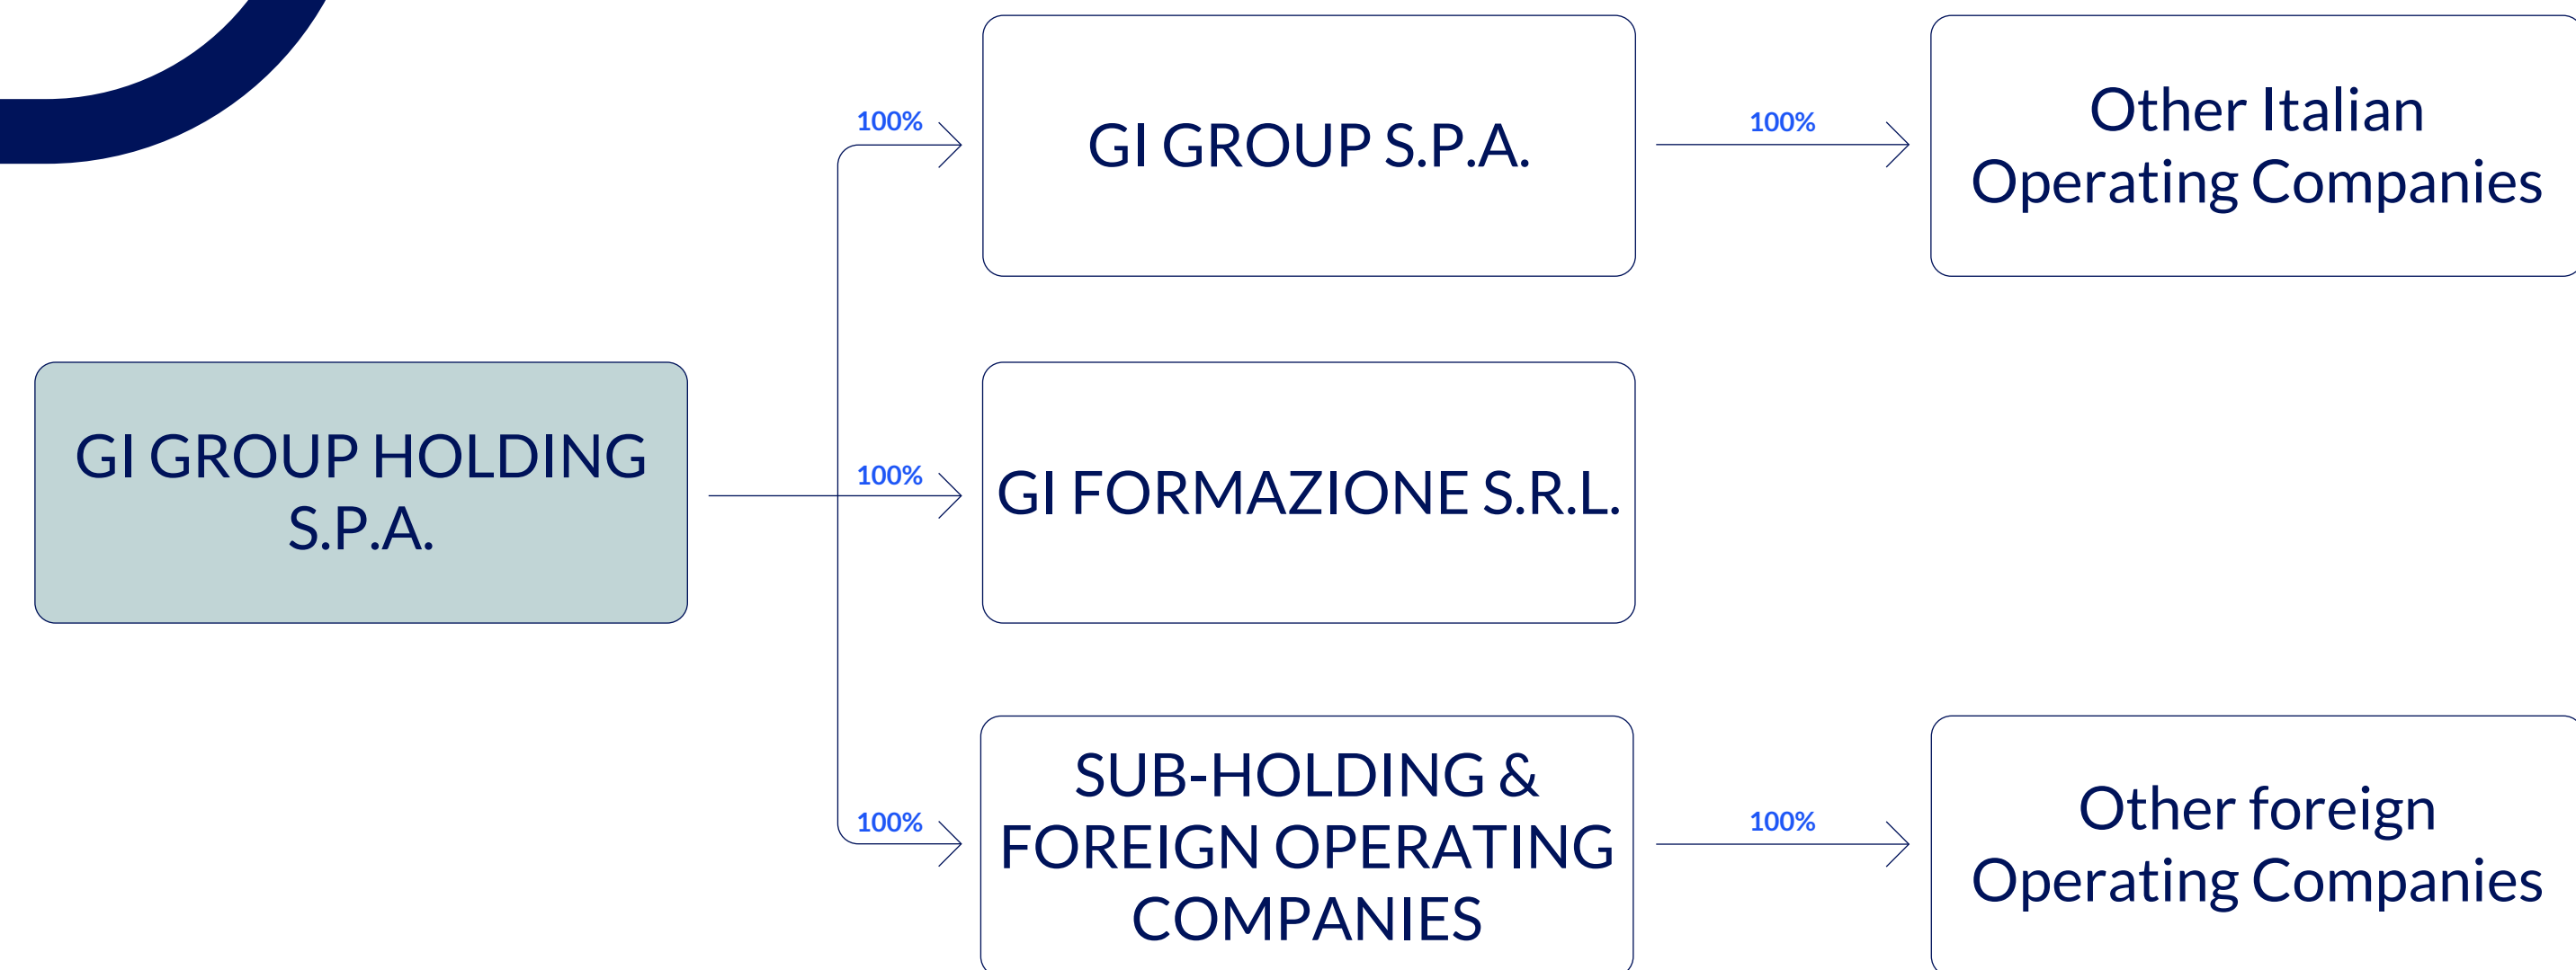 100%
GI GROUP S.P.A.
100%
Other Italian
Operating Companies
GI GROUP HOLDING
S.P.A.
100%
GI FORMAZIONE S.R.L.
100%
SUB-HOLDING &
FOREIGN OPERATING
COMPANIES
100%
Other foreign
Operating Companies